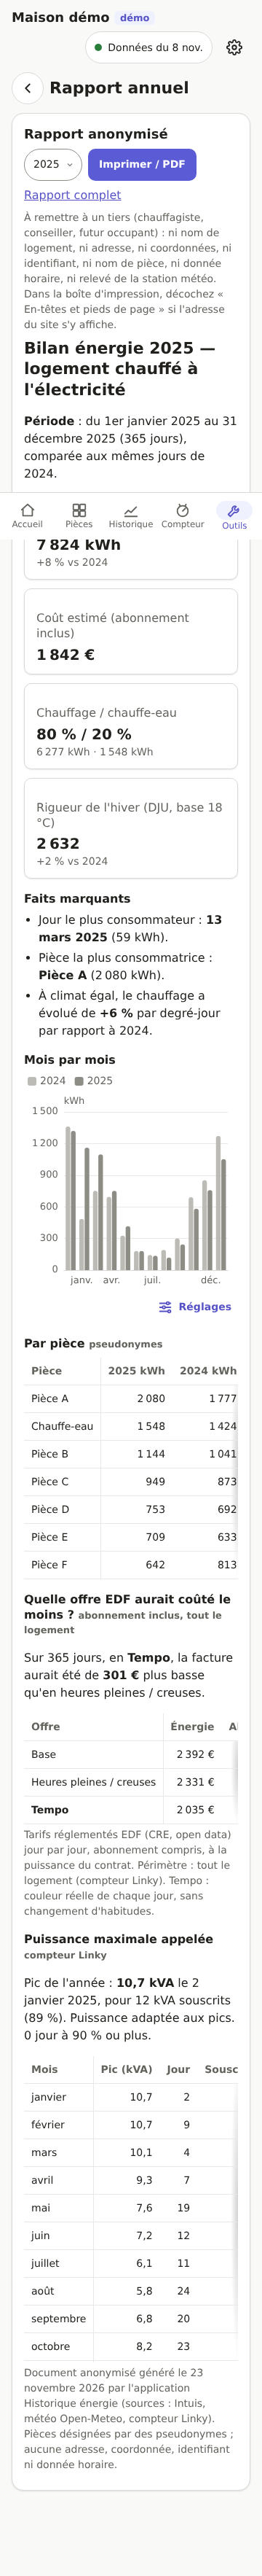 Maison démo démo
Données du 8 nov.
Rapport annuel
Rapport anonymisé
2025
Imprimer / PDF
Rapport complet
À remettre à un tiers (chauffagiste,
conseiller, futur occupant) : ni nom de
logement, ni adresse, ni coordonnées, ni
identifiant, ni nom de pièce, ni donnée
horaire, ni relevé de la station météo.
Dans la boîte d'impression, décochez «
En-têtes et pieds de page » si l'adresse
du site s'y affiche.
Bilan énergie 2025 —
logement chauffé à
l'électricité
Période : du 1er janvier 2025 au 31
décembre 2025 (365 jours),
comparée aux mêmes jours de
2024.
Accueil Pièces Historique Compteur Outils
7 824 kWh
+8 % vs 2024
Coût estimé (abonnement
inclus)
1 842 €
Chauffage / chauffe-eau
80 % / 20 %
6 277 kWh · 1 548 kWh
Rigueur de l'hiver (DJU, base 18
°C)
2 632
+2 % vs 2024
Faits marquants
• Jour le plus consommateur : 13
mars 2025 (59 kWh).
• Pièce la plus consommatrice :
Pièce A (2 080 kWh).
• À climat égal, le chauffage a
évolué de +6 % par degré-jour
par rapport à 2024.
Mois par mois
2024 2025
kWh
1 500
1 200
900
600
300
0
janv. avr. juil. déc.
Réglages
Par pièce pseudonymes
Pièce 2025 kWh 2024 kWh
Pièce A 2 080 1 777
Chauffe-eau 1 548 1 424
Pièce B 1 144 1 041
Pièce C 949 873
Pièce D 753 692
Pièce E 709 633
Pièce F 642 813
Quelle offre EDF aurait coûté le
moins ? abonnement inclus, tout le
logement
Sur 365 jours, en Tempo, la facture
aurait été de 301 € plus basse
qu'en heures pleines / creuses.
Offre Énergie
Base 2 392 €
Heures pleines / creuses 2 331 €
Tempo 2 035 €
Tarifs réglementés EDF (CRE, open data)
jour par jour, abonnement compris, à la
puissance du contrat. Périmètre : tout le
logement (compteur Linky). Tempo :
couleur réelle de chaque jour, sans
changement d'habitudes.
Puissance maximale appelée
compteur Linky
Pic de l'année : 10,7 kVA le 2
janvier 2025, pour 12 kVA souscrits
(89 %). Puissance adaptée aux pics.
0 jour à 90 % ou plus.
Mois Pic (kVA) Jour Sousc
janvier 10,7 2
février 10,7 9
mars 10,1 4
avril 9,3 7
mai 7,6 19
juin 7,2 12
juillet 6,1 11
août 5,8 24
septembre 6,8 20
octobre 8,2 23
Document anonymisé généré le 23
novembre 2026 par l'application
Historique énergie (sources : Intuis,
météo Open-Meteo, compteur Linky).
Pièces désignées par des pseudonymes ;
aucune adresse, coordonnée, identifiant
ni donnée horaire.